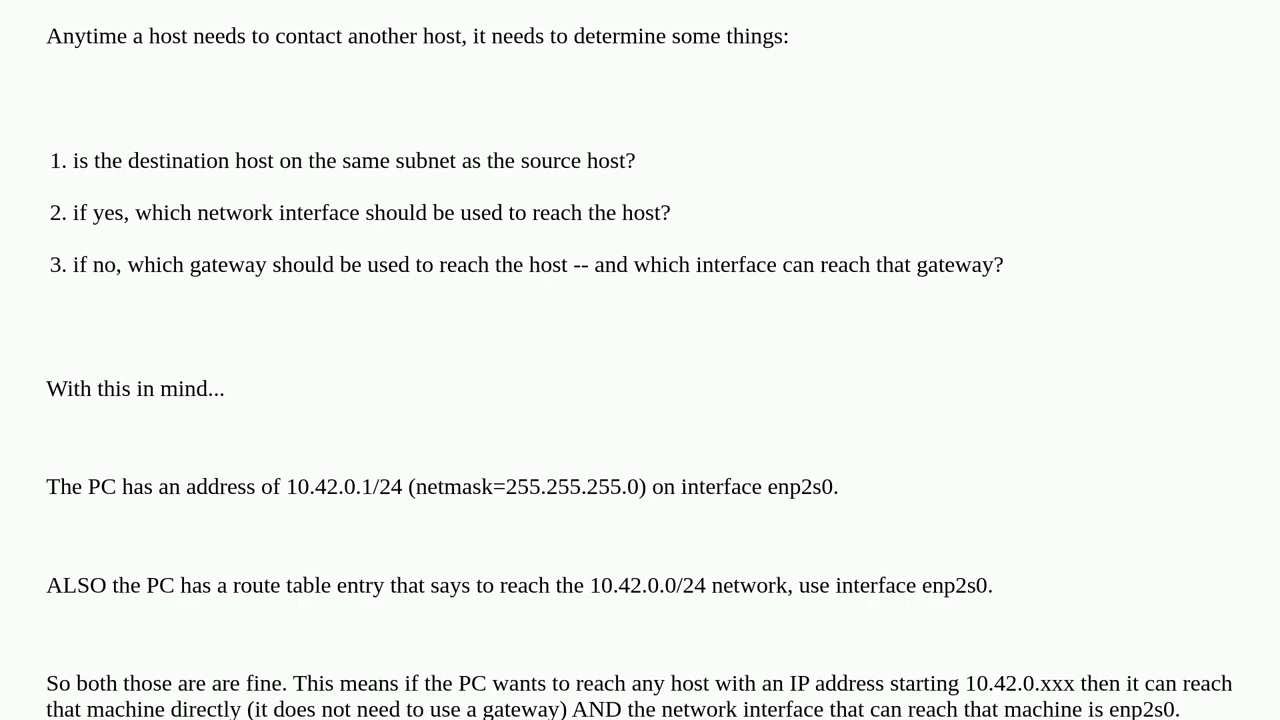 Anytime a host needs to contact another host, it needs to determine some things:
1. is the destination host on the same subnet as the source host?
2. if yes, which network interface should be used to reach the host?
3. if no, which gateway should be used to reach the host -- and which interface can reach that gateway?
With this in mind...
The PC has an address of 10.42.0.1/24 (netmask=255.255.255.0) on interface enp2s0.
ALSO the PC has a route table entry that says to reach the 10.42.0.0/24 network, use interface enp2s0.
So both those are are fine. This means if the PC wants to reach any host with an IP address starting 10.42.0.xxx then it can reach
that machine directly (it does not need to use a gateway) AND the network interface that can reach that machine is enp2s0.